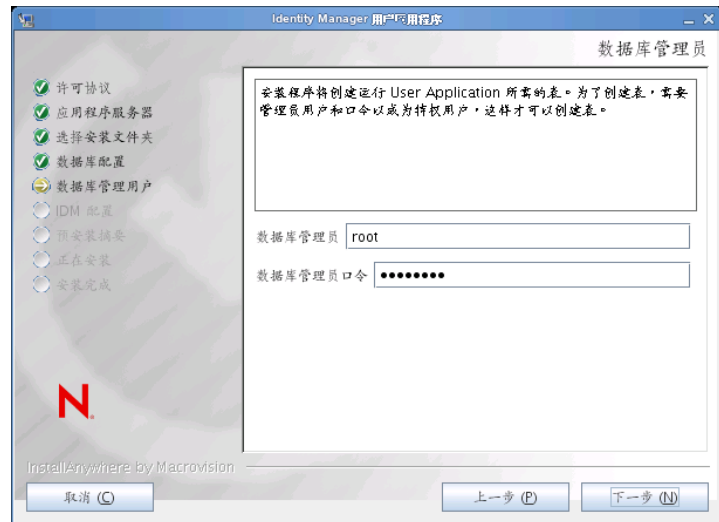 Identity Manager 用户应用程序
数据库管理员
许可协议
应用程序服务器
选择安装文件夹
数据库配置
数据库管理用户
IDM 配置
预安装摘要
正在安装
安装完成
安装程序将创建运行 User Application 所需的表。为了创建表，需要
管理员用户和口令以成为特权用户，这样才可以创建表。
数据库管理员 root
数据库管理员口令 ●●●●●●●●
N.
InstallAnywhere by Macrovision
取消 (C)
上一步 (P)
下一步 (N)